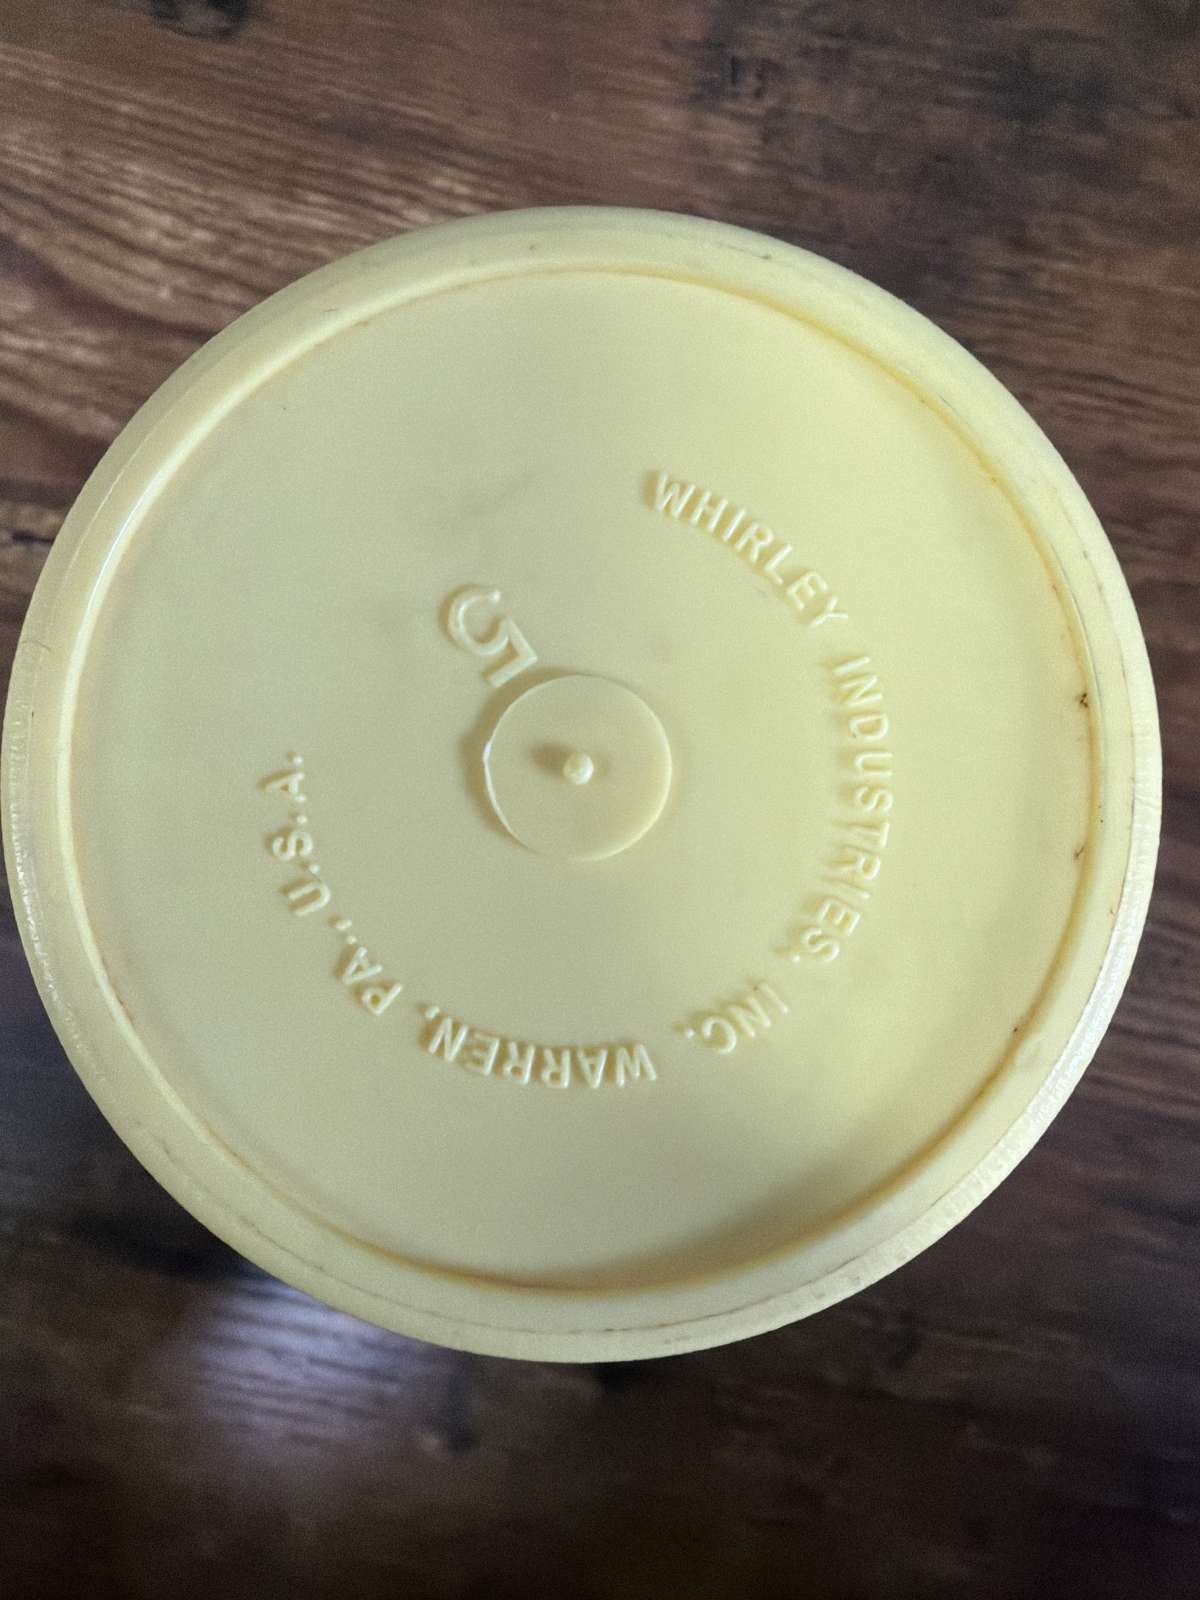 WHIRLEY INDUSTRIES, INC. WARREN, PA., U.S.A.
5